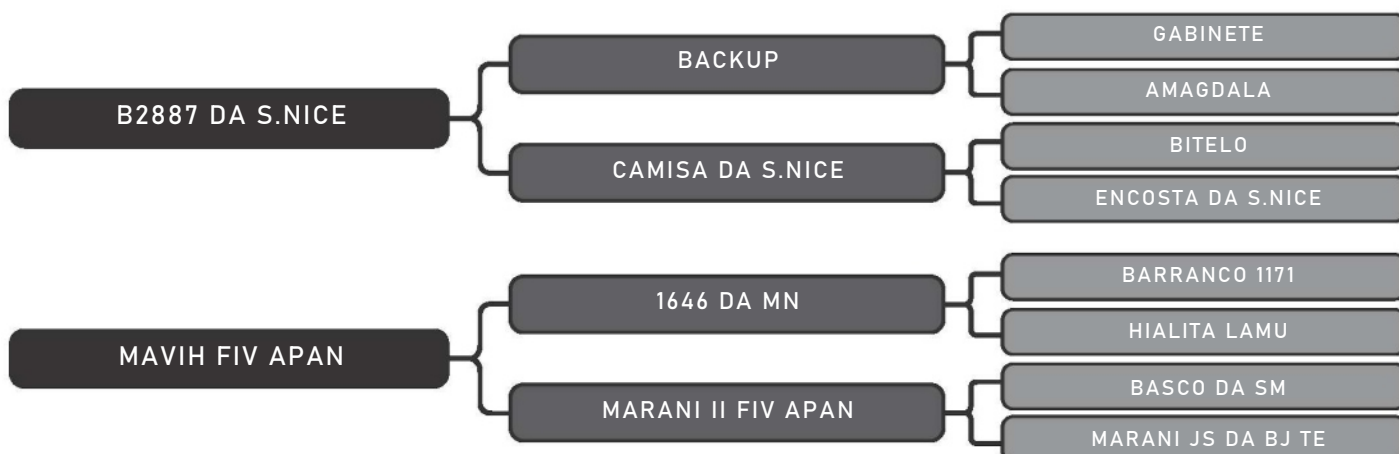 GABINETE
BACKUP
AMAGDALA
B2887 DA S.NICE
BITELO
CAMISA DA S.NICE
ENCOSTA DA S.NICE
BARRANCO 1171
1646 DA MN
HIALITA LAMU
MAVIH FIV APAN
BASCO DA SM
MARANI II FIV APAN
MARANI JS DA BJ TE